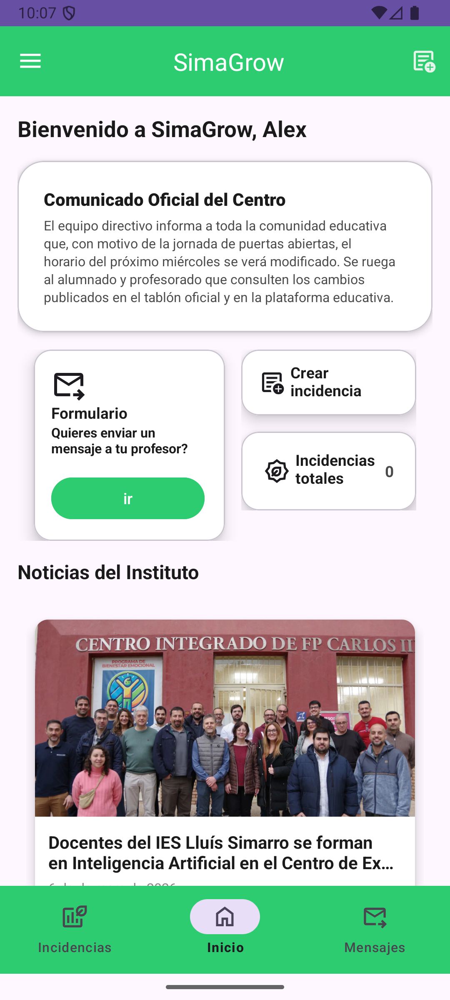 10:07
SimaGrow
Bienvenido a SimaGrow, Alex
Comunicado Oficial del Centro
El equipo directivo informa a toda la comunidad educativa
que, con motivo de la jornada de puertas abiertas, el
horario del próximo miércoles se verá modificado. Se ruega
al alumnado y profesorado que consulten los cambios
publicados en el tablón oficial y en la plataforma educativa.
Formulario
Quieres enviar un
mensaje a tu profesor?
ir
Crear
incidencia
Incidencias
totales
0
Noticias del Instituto
CENTRO INTEGRADO DE FP CARLOS III
PROGRAMA DE
BIENESTAR EMOCIONAL
Docentes del IES Lluís Simarro se forman
en Inteligencia Artificial en el Centro de Ex...
Incidencias
Inicio
Mensajes